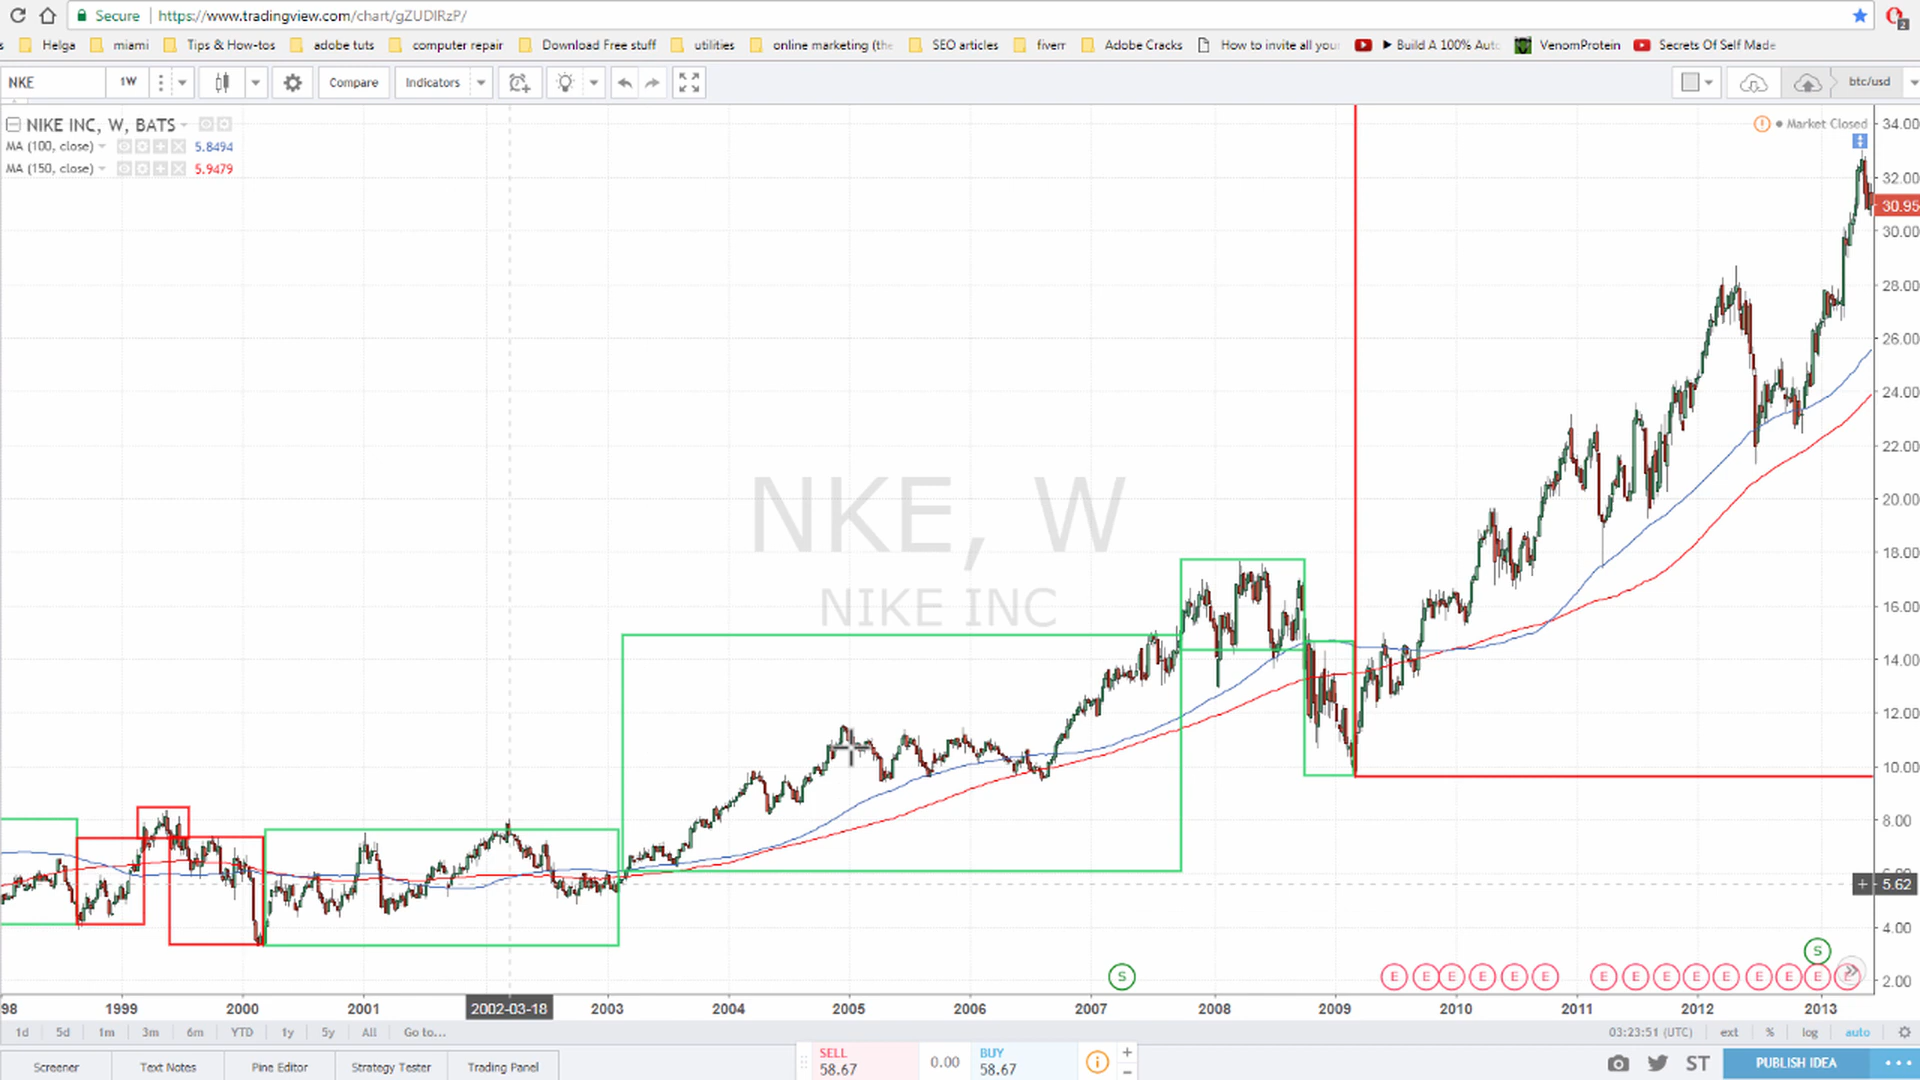 Secure https://www.tradingview.com/chart/gZUDlRzP/
s Helga miami Tips & How-tos adobe tuts computer repair Download Free stuff utilities online marketing (the SEO articles fiverr Adobe Cracks How to invite all your ▶ Build A 100% Auto VenomProtein Secrets Of Self Made
NKE 1W Compare Indicators btc/usd
NIKE INC, W, BATS
Market Closed
MA (100, close) 5.8494
MA (150, close) 5.9479
34.00
32.00
30.95
30.00
28.00
26.00
24.00
22.00
20.00
18.00
16.00
14.00
12.00
10.00
8.00
5.62
4.00
2.00
NKE, W
NIKE INC
S
S E E E E E E E E E E E E E E
98 1999 2000 2001 2002-03-18 2003 2004 2005 2006 2007 2008 2009 2010 2011 2012 2013
1d 5d 1m 3m 6m YTD 1y 5y All Go to... 03:23:51 (UTC) ext % log auto
Screener Text Notes Pine Editor Strategy Tester Trading Panel
SELL 58.67 0.00 BUY 58.67
ST PUBLISH IDEA